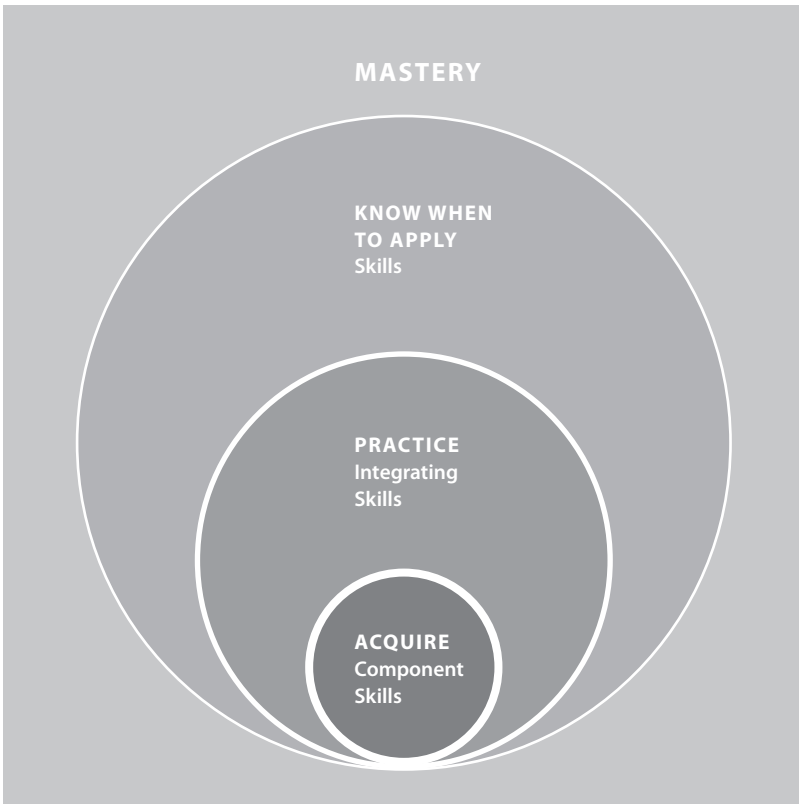 MASTERY
KNOW WHEN
TO APPLY
Skills
PRACTICE
Integrating
Skills
ACQUIRE
Component
Skills